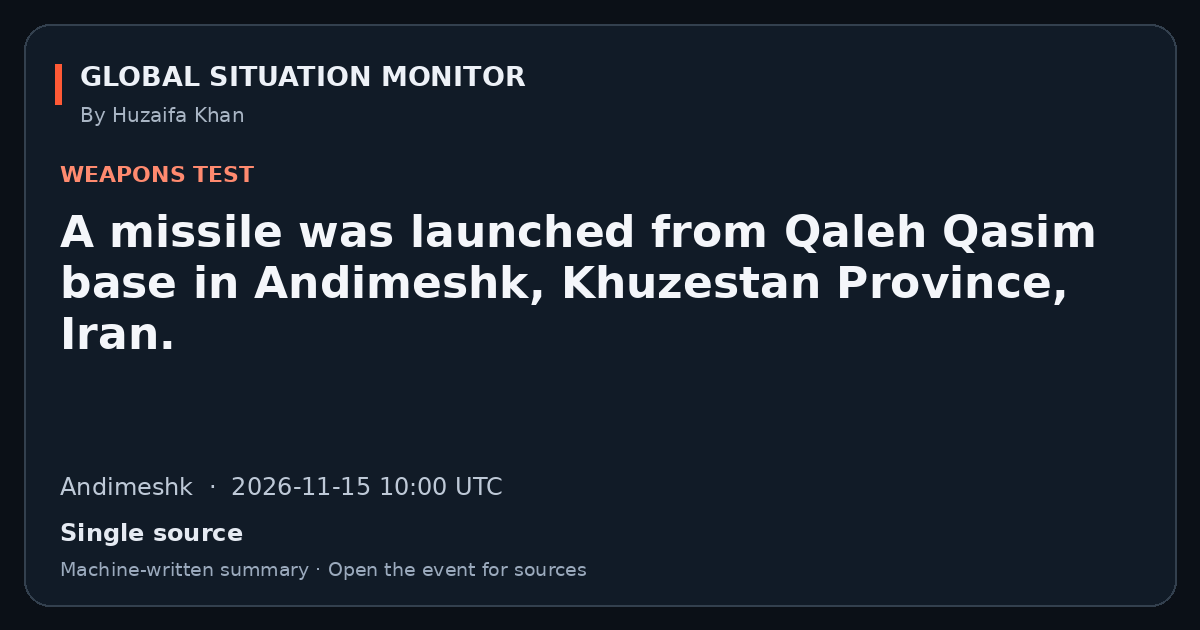 GLOBAL SITUATION MONITOR
By Huzaifa Khan
WEAPONS TEST
A missile was launched from Qaleh Qasim
base in Andimeshk, Khuzestan Province,
Iran.
Andimeshk · 2026-11-15 10:00 UTC
Single source
Machine-written summary · Open the event for sources